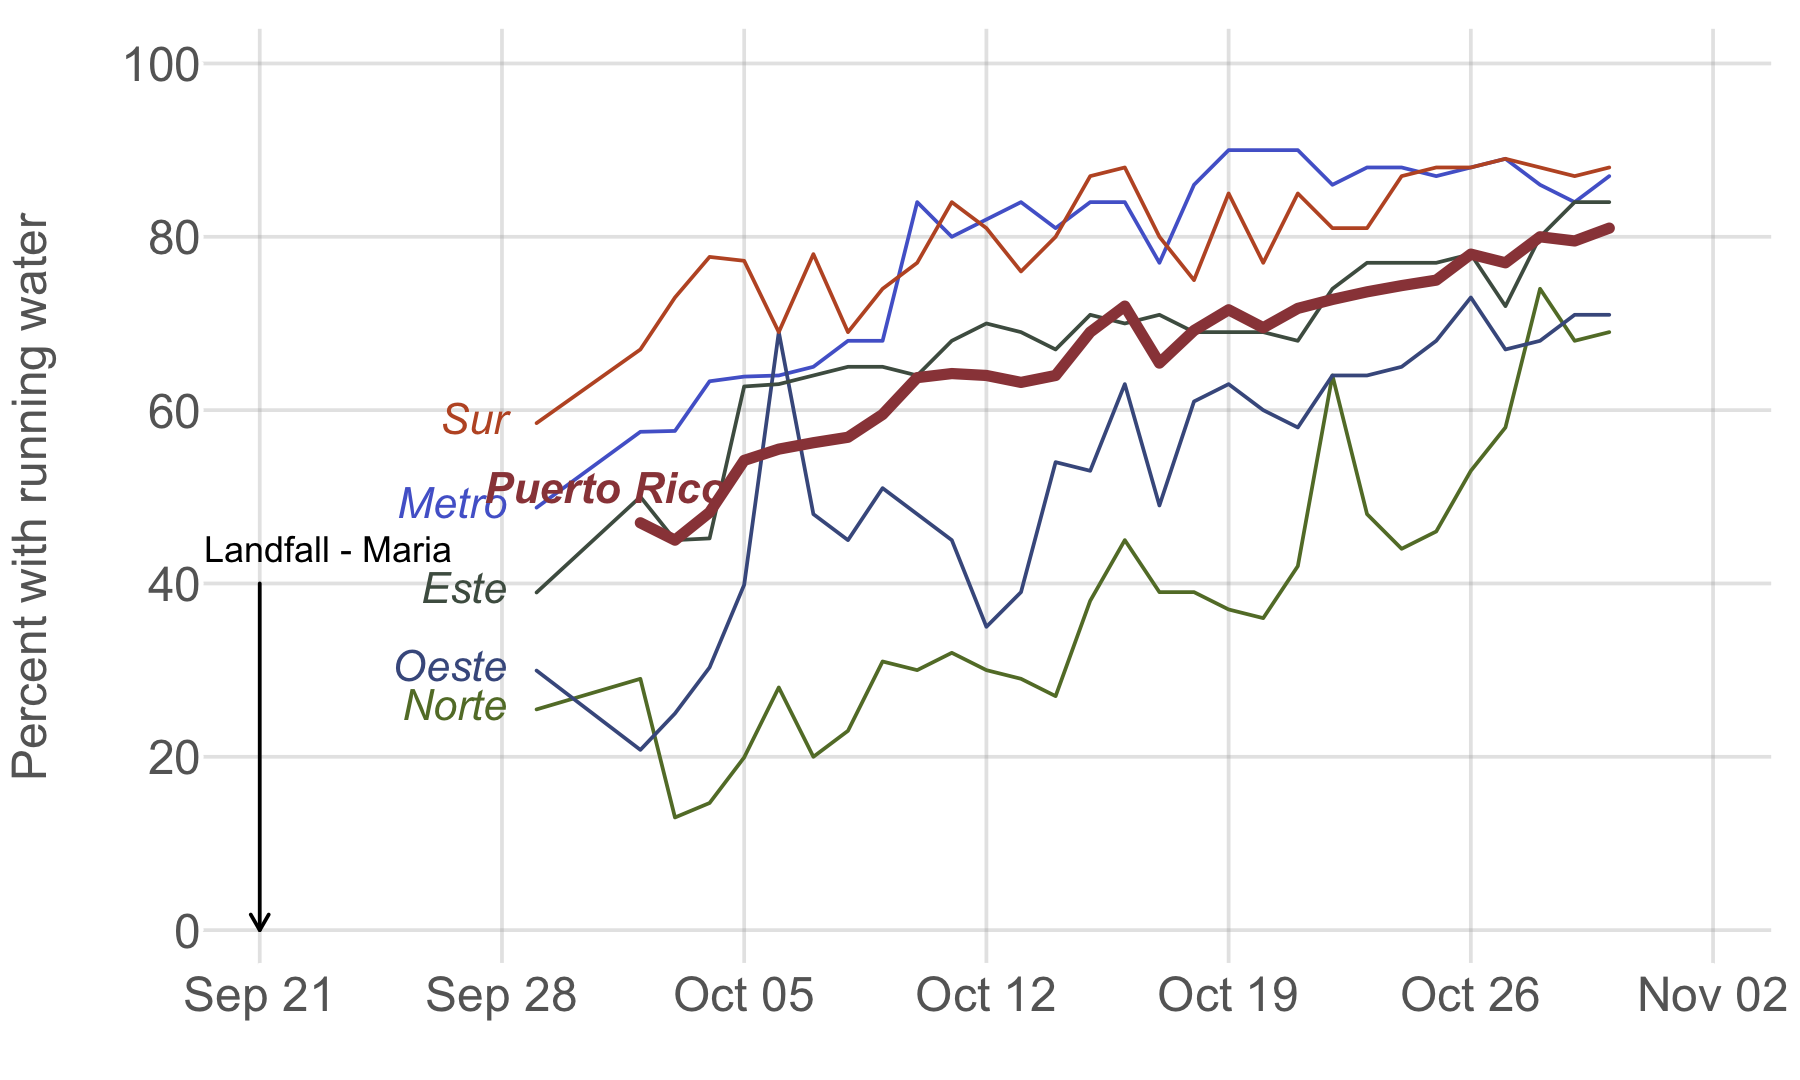 Percent with running water
100
80
60
40
20
0
Sur
Puerto Rico
Metro
Landfall - Maria
Este
Oeste
Norte
Sep 21
Sep 28
Oct 05
Oct 12
Oct 19
Oct 26
Nov 02